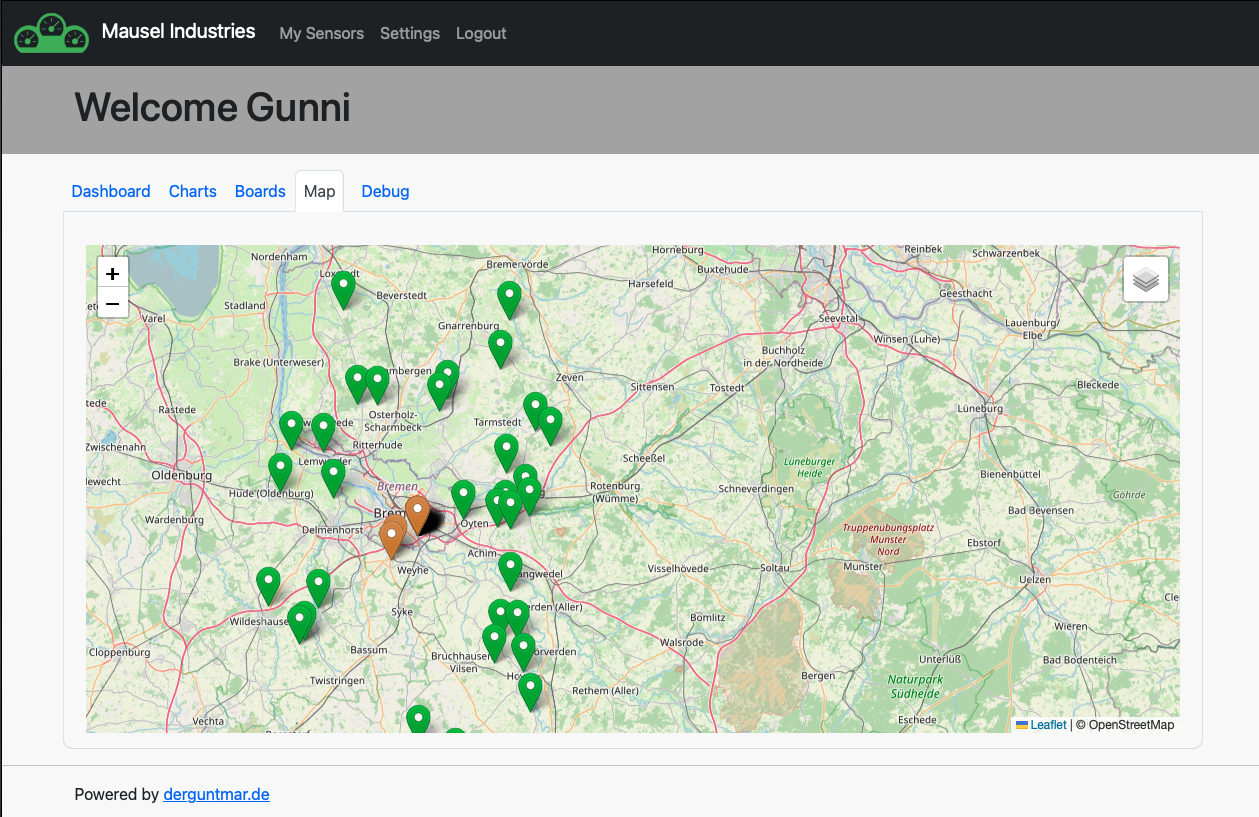 Mausel Industries My Sensors Settings Logout
Welcome Gunni
Dashboard Charts Boards Map Debug
+
−
Nordenham
Horneburg
Reinbek
Schwarzenbek
Bremervörde
Buxtehude
Beverstedt
Harsefeld
Geesthacht
Stadland
Varel
Gnarrenburg
Seevetal
Lauenburg/
Elbe
Winsen (Luhe)
Brake (Unterweser)
Buchholz
in der Nordheide
Zeven
Sittensen
Tostedt
Bleckede
Rastede
Osterholz-
Scharmbeck
Tarmstedt
Lüneburg
Ritterhude
Scheeßel
Lüneburger
Heide
Oldenburg
Bienenbüttel
Hude (Oldenburg)
Bremen
Rotenburg
(Wümme)
Schneverdingen
Göhrde
Wardenburg
Bad Bevensen
Delmenhorst
Oyten
Truppenübungsplatz
Munster
Nord
Ebstorf
Achim
Weyhe
Visselhövede
Soltau
Munster
Uelzen
Syke
Bomlitz
Wieren
Walsrode
Cloppenburg
Bassum
Vilsen
Unterlüß
Bad Bodenteich
Twistringen
Bergen
Naturpark
Südheide
Rethem (Aller)
Vechta
Eschede
Leaflet | © OpenStreetMap
Powered by derguntmar.de